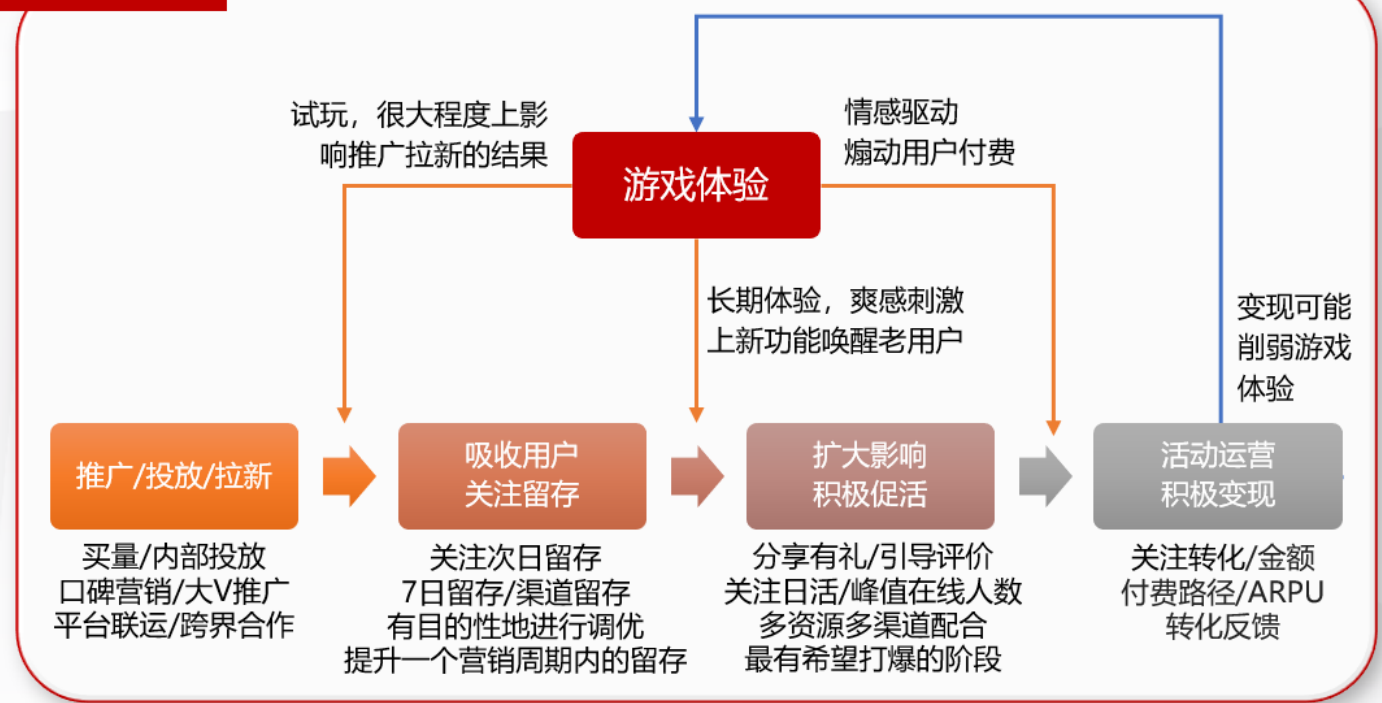 试玩，很大程度上影
响推广拉新的结果
情感驱动
煽动用户付费
游戏体验
长期体验，爽感刺激
上新功能唤醒老用户
变现可能
削弱游戏
体验
推广/投放/拉新
买量/内部投放
口碑营销/大V推广
平台联运/跨界合作
吸收用户
关注留存
关注次日留存
7日留存/渠道留存
有目的性地进行调优
提升一个营销周期内的留存
扩大影响
积极促活
分享有礼/引导评价
关注日活/峰值在线人数
多资源多渠道配合
最有希望打爆的阶段
活动运营
积极变现
关注转化/金额
付费路径/ARPU
转化反馈